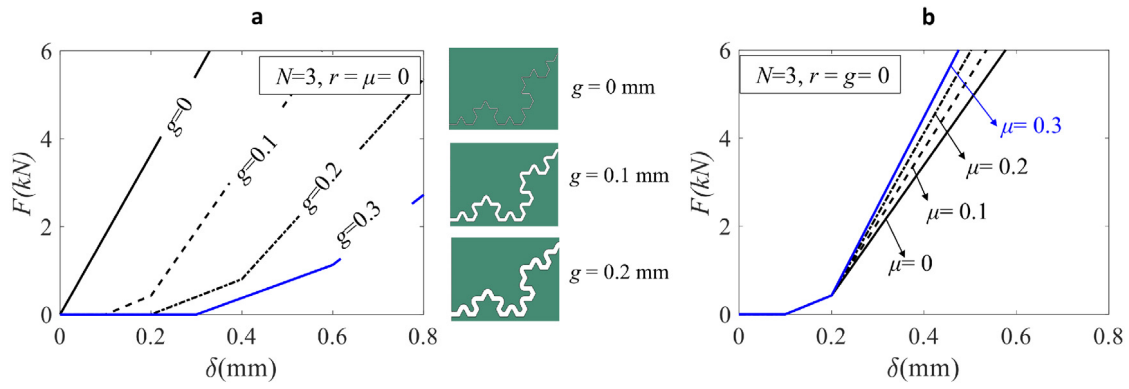 a
6
4
2
0
F(kN)
0
0.2
0.4
0.6
0.8
δ(mm)
N=3, r = μ= 0
g=0
g=0.1
g=0.2
g=0.3
g = 0 mm
g = 0.1 mm
g = 0.2 mm
b
6
4
2
0
F(kN)
0
0.2
0.4
0.6
0.8
δ(mm)
N=3, r = g= 0
μ= 0.3
μ= 0.2
μ= 0.1
μ= 0